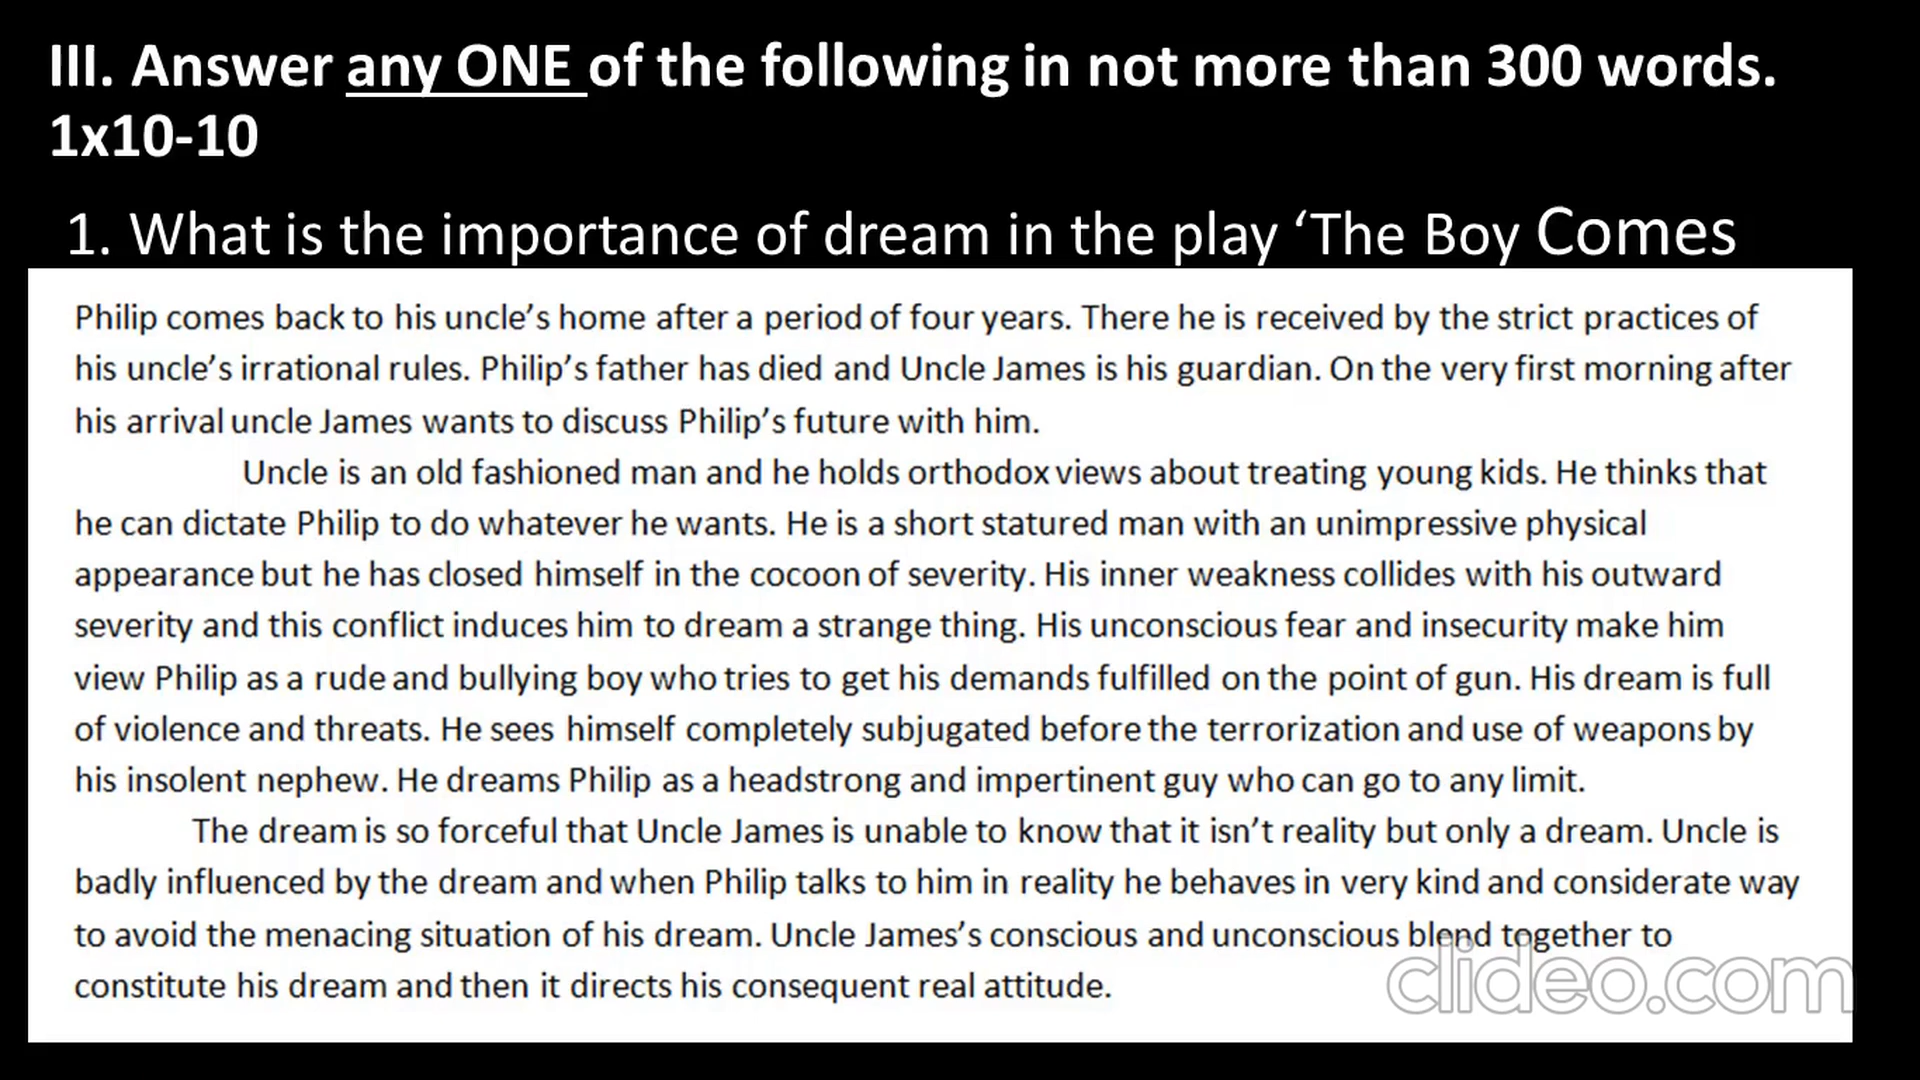 III. Answer any ONE of the following in not more than 300 words.
1x10-10
1. What is the importance of dream in the play ‘The Boy Comes
Philip comes back to his uncle’s home after a period of four years. There he is received by the strict practices of
his uncle’s irrational rules. Philip’s father has died and Uncle James is his guardian. On the very first morning after
his arrival uncle James wants to discuss Philip’s future with him.
Uncle is an old fashioned man and he holds orthodox views about treating young kids. He thinks that
he can dictate Philip to do whatever he wants. He is a short statured man with an unimpressive physical
appearance but he has closed himself in the cocoon of severity. His inner weakness collides with his outward
severity and this conflict induces him to dream a strange thing. His unconscious fear and insecurity make him
view Philip as a rude and bullying boy who tries to get his demands fulfilled on the point of gun. His dream is full
of violence and threats. He sees himself completely subjugated before the terrorization and use of weapons by
his insolent nephew. He dreams Philip as a headstrong and impertinent guy who can go to any limit.
The dream is so forceful that Uncle James is unable to know that it isn’t reality but only a dream. Uncle is
badly influenced by the dream and when Philip talks to him in reality he behaves in very kind and considerate way
to avoid the menacing situation of his dream. Uncle James’s conscious and unconscious blend together to
constitute his dream and then it directs his consequent real attitude.
clideo.com